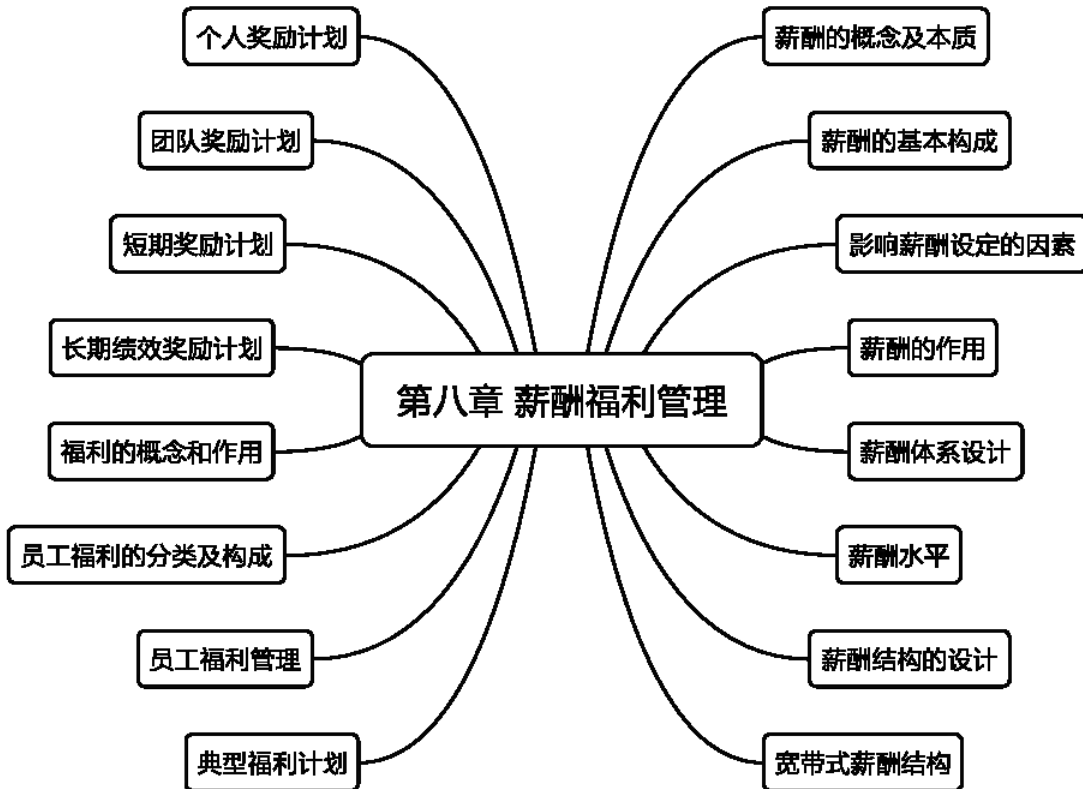 第八章 薪酬福利管理
薪酬的概念及本质
薪酬的基本构成
影响薪酬设定的因素
薪酬的作用
薪酬体系设计
薪酬水平
薪酬结构的设计
宽带式薪酬结构
个人奖励计划
团队奖励计划
短期奖励计划
长期绩效奖励计划
福利的概念和作用
员工福利的分类及构成
员工福利管理
典型福利计划